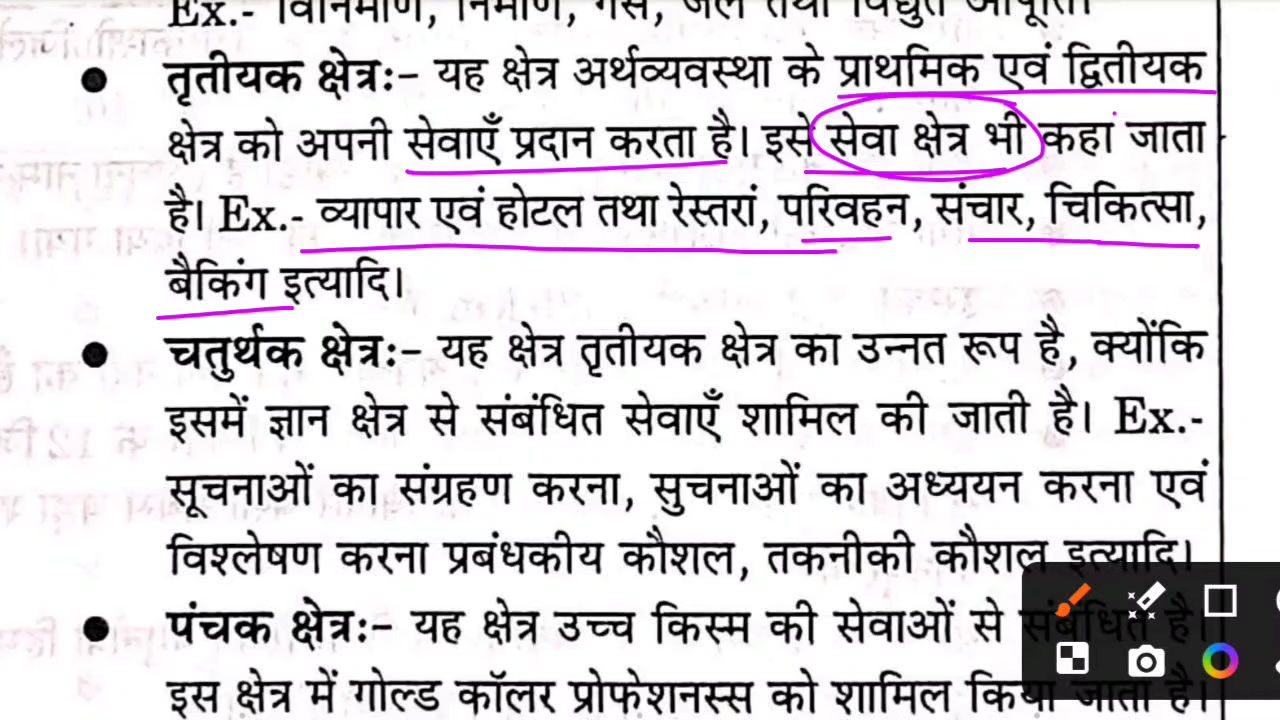 Ex.- विनिर्माण, निर्माण, गैस, जल तथा विद्युत आपूर्ति।
● तृतीयक क्षेत्रः– यह क्षेत्र अर्थव्यवस्था के प्राथमिक एवं द्वितीयक
क्षेत्र को अपनी सेवाएँ प्रदान करता है। इसे सेवा क्षेत्र भी कहा जाता
है। Ex.- व्यापार एवं होटल तथा रेस्तरां, परिवहन, संचार, चिकित्सा,
बैकिंग इत्यादि।
● चतुर्थक क्षेत्रः– यह क्षेत्र तृतीयक क्षेत्र का उन्नत रूप है, क्योंकि
इसमें ज्ञान क्षेत्र से संबंधित सेवाएँ शामिल की जाती है। Ex.-
सूचनाओं का संग्रहण करना, सुचनाओं का अध्ययन करना एवं
विश्लेषण करना प्रबंधकीय कौशल, तकनीकी कौशल इत्यादि।
● पंचक क्षेत्रः– यह क्षेत्र उच्च किस्म की सेवाओं से संबंधित है।
इस क्षेत्र में गोल्ड कॉलर प्रोफेशनस्स को शामिल किया जाता है।